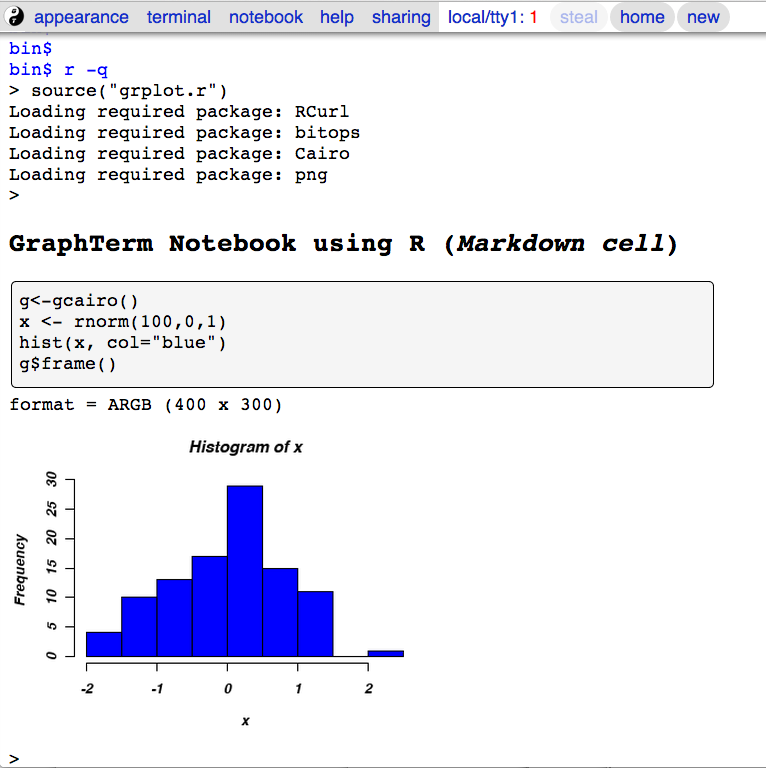 appearance terminal notebook help sharing local/tty1: 1 steal home new
bin$
bin$ r -q
> source("grplot.r")
Loading required package: RCurl
Loading required package: bitops
Loading required package: Cairo
Loading required package: png
>
GraphTerm Notebook using R (Markdown cell)
g<-gcairo()
x <- rnorm(100,0,1)
hist(x, col="blue")
g$frame()
format = ARGB (400 x 300)
Histogram of x
Frequency
30
25
20
15
10
5
0
-2 -1 0 1 2
x
>